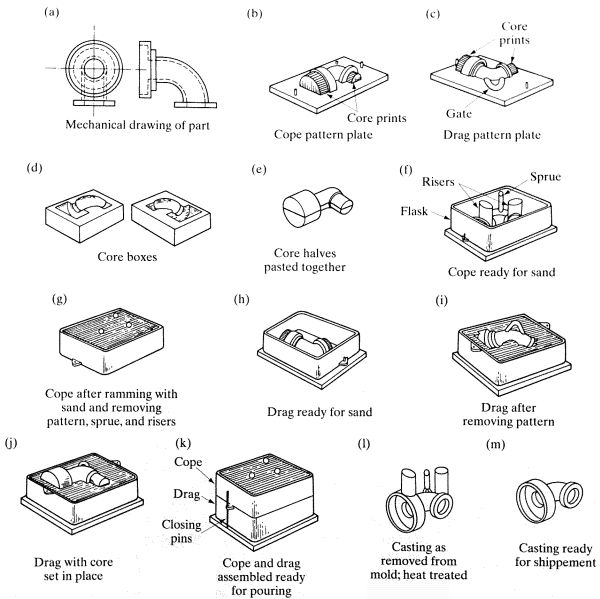 (a)
Mechanical drawing of part
(b)
Core prints
Cope pattern plate
(c)
Core
prints
Gate
Drag pattern plate
(d)
Core boxes
(e)
Core halves
pasted together
(f)
Risers
Sprue
Flask
Cope ready for sand
(g)
Cope after ramming with
sand and removing
pattern, sprue, and risers
(h)
Drag ready for sand
(i)
Drag after
removing pattern
(j)
Drag with core
set in place
(k)
Cope
Drag
Closing
pins
Cope and drag
assembled ready
for pouring
(l)
Casting as
removed from
mold; heat treated
(m)
Casting ready
for shippement